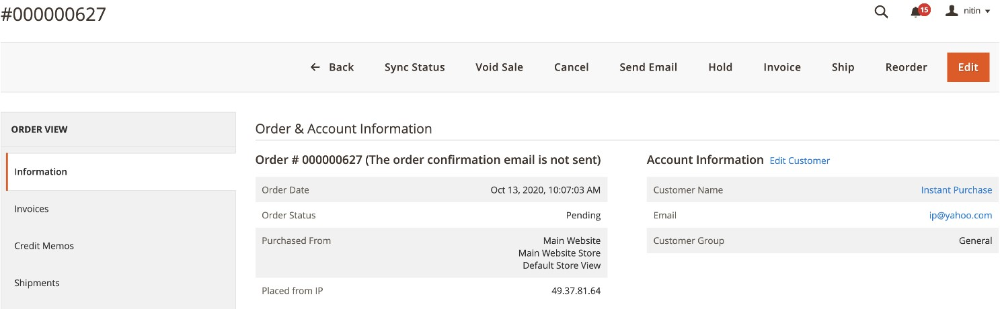 #000000627
15
nitin
Back Sync Status Void Sale Cancel Send Email Hold Invoice Ship Reorder Edit
ORDER VIEW
Information
Invoices
Credit Memos
Shipments
Order & Account Information
Order # 000000627 (The order confirmation email is not sent)
Order Date Oct 13, 2020, 10:07:03 AM
Order Status Pending
Purchased From Main Website
Main Website Store
Default Store View
Placed from IP 49.37.81.64
Account Information Edit Customer
Customer Name Instant Purchase
Email ip@yahoo.com
Customer Group General